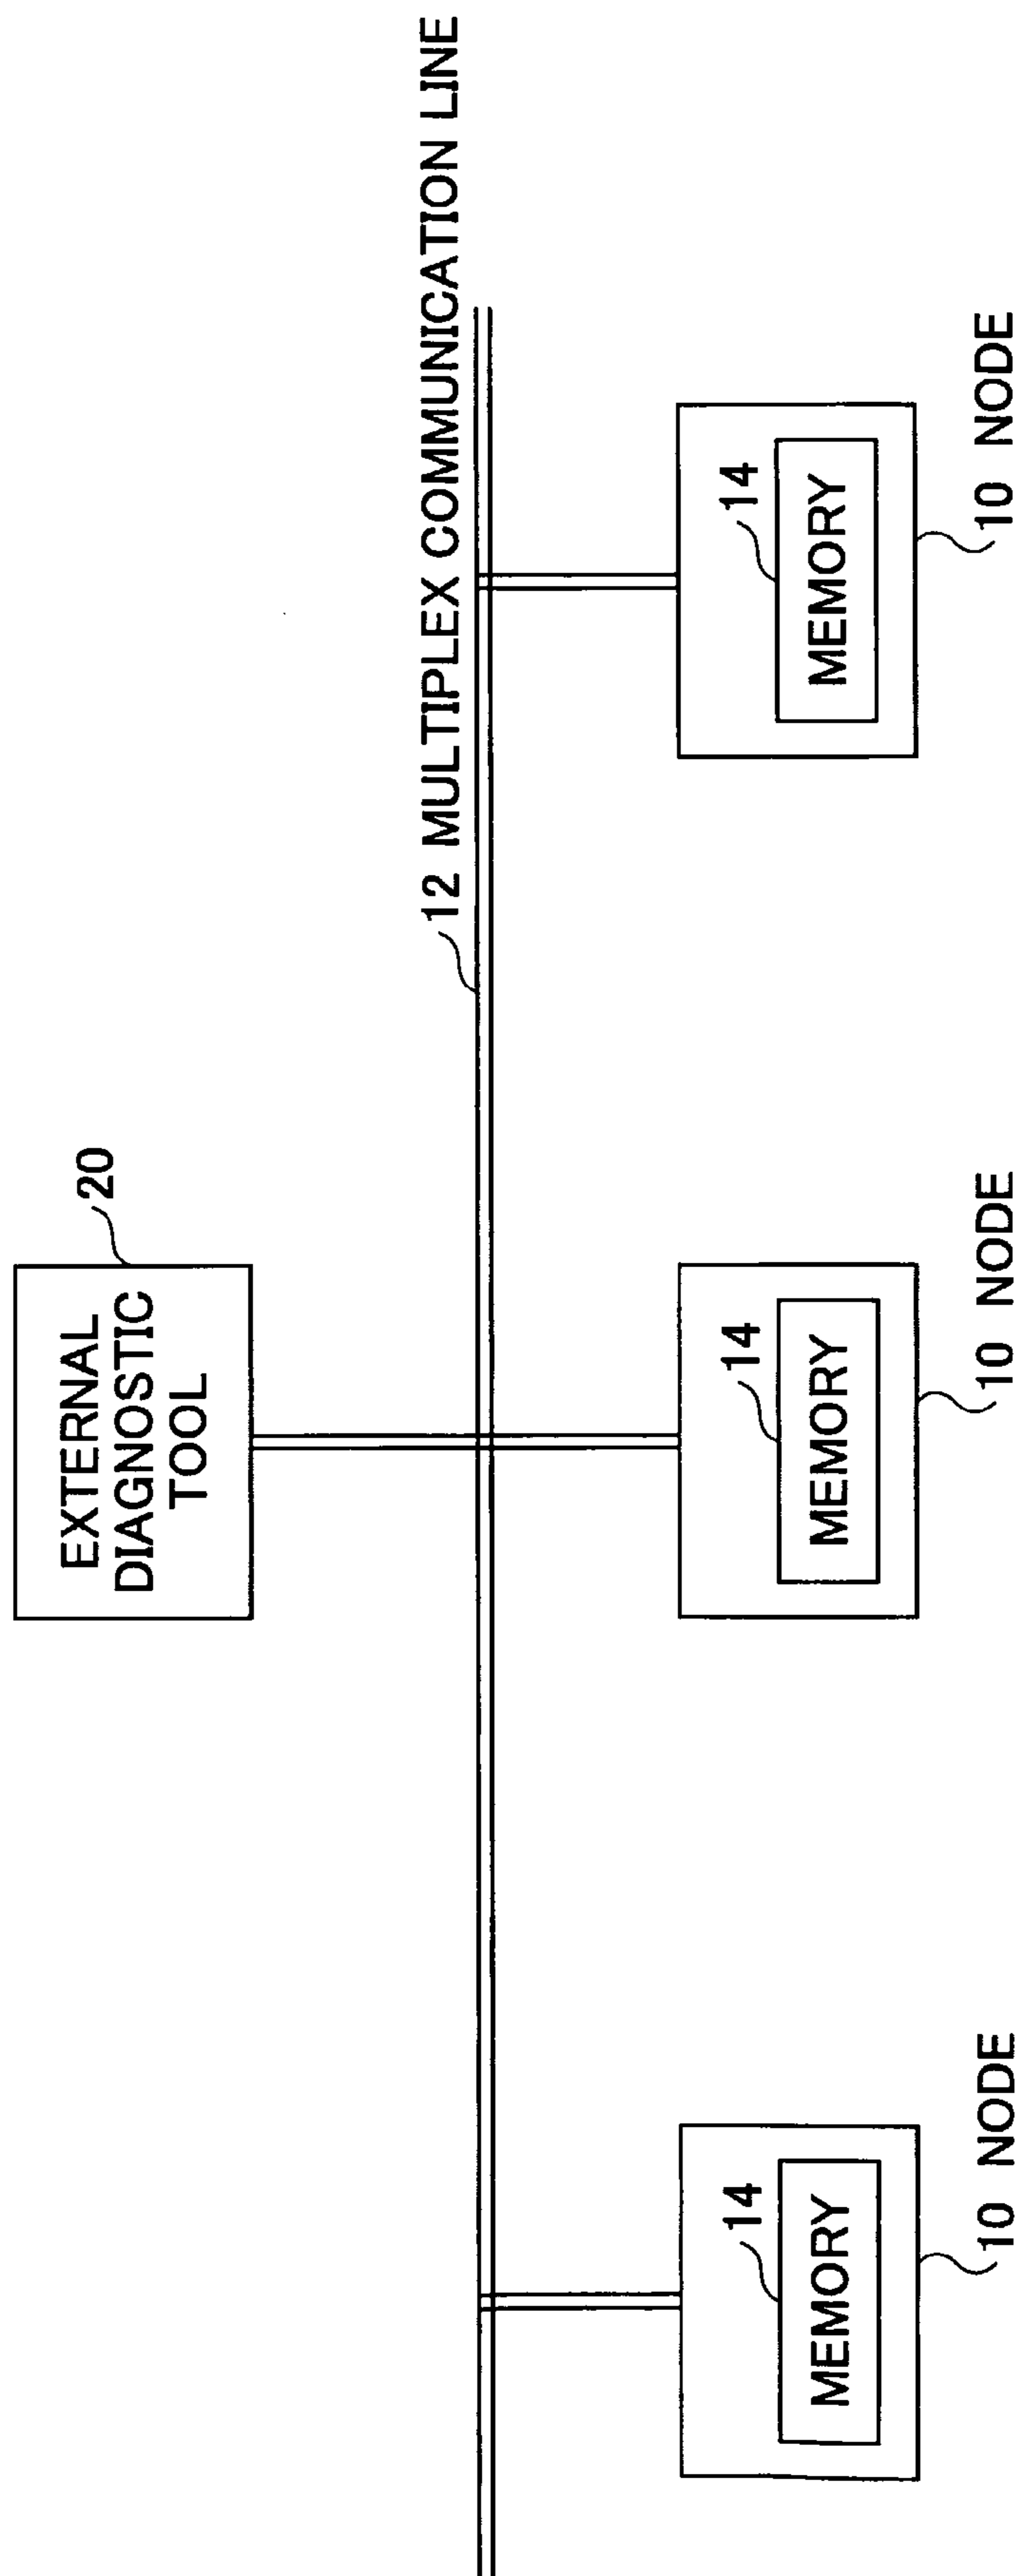 EXTERNAL
DIAGNOSTIC
TOOL
20
12 MULTIPLEX COMMUNICATION LINE
14
MEMORY
10 NODE
14
MEMORY
10 NODE
14
MEMORY
10 NODE